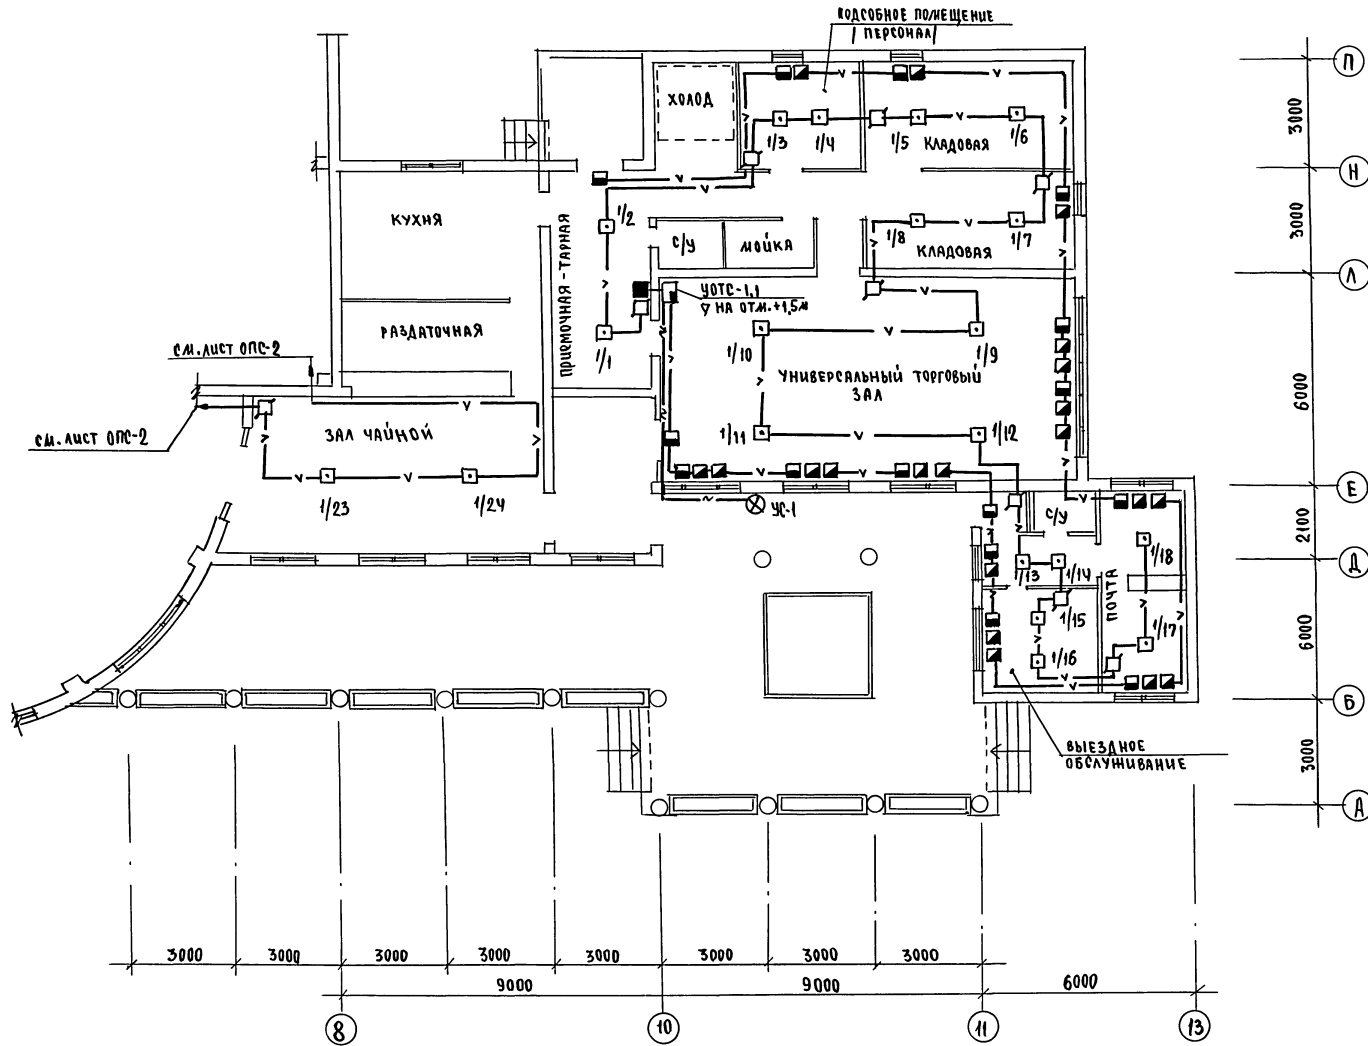 ПОДСОБНОЕ ПОМЕЩЕНИЕ
/ПЕРСОНАЛ/
П
ХОЛОД
3000
1/3
1/4
1/5
1/6
КЛАДОВАЯ
Н
КУХНЯ
1/2
С/У
МОЙКА
1/8
1/7
КЛАДОВАЯ
3000
Л
ПРИЕМОЧНАЯ-ТАРНАЯ
УОТС-1,1
НА ОТМ.+1,5м
РАЗДАТОЧНАЯ
1/1
1/10
1/9
СМ. ЛИСТ ОПС-2
УНИВЕРСАЛЬНЫЙ ТОРГОВЫЙ
ЗАЛ
6000
СМ. ЛИСТ ОПС-2
ЗАЛ ЧАЙНОЙ
1/11
1/12
1/23
1/24
УС-1
С/У
Е
2100
1/13
1/14
1/18
Д
ПОЧТА
1/15
1/17
1/16
6000
Б
ВЫЕЗДНОЕ
ОБСЛУЖИВАНИЕ
3000
А
3000
3000
3000
3000
3000
3000
3000
3000
9000
9000
6000
8
10
11
13